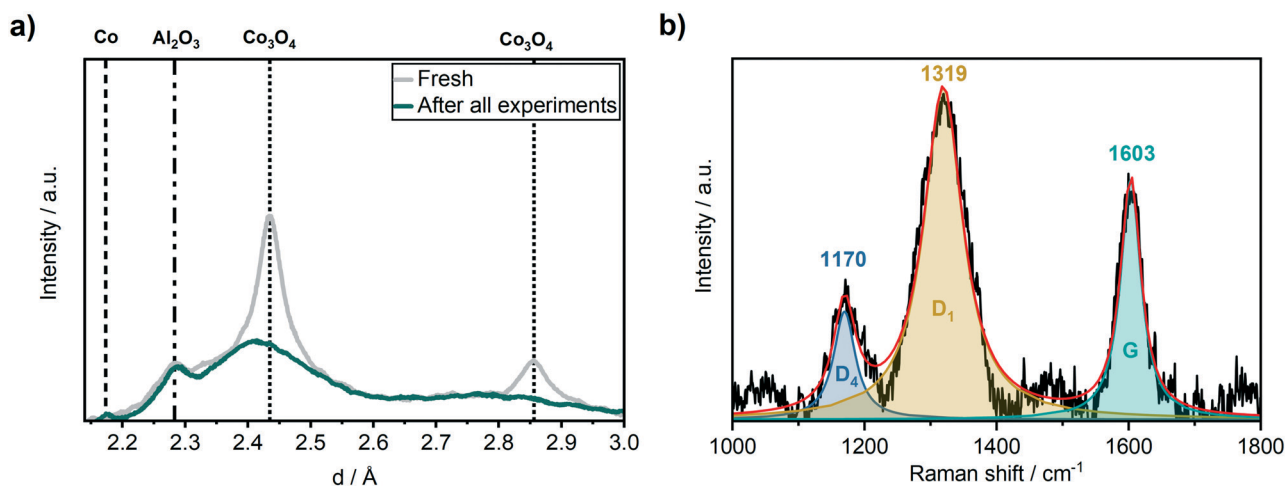 a)
Co Al₂O₃ Co₃O₄ Co₃O₄
Fresh
After all experiments
Intensity / a.u.
2.2 2.3 2.4 2.5 2.6 2.7 2.8 2.9 3.0
d / Å
b)
1319
1603
1170
D₁
D₄
G
Intensity / a.u.
1000 1200 1400 1600 1800
Raman shift / cm⁻¹